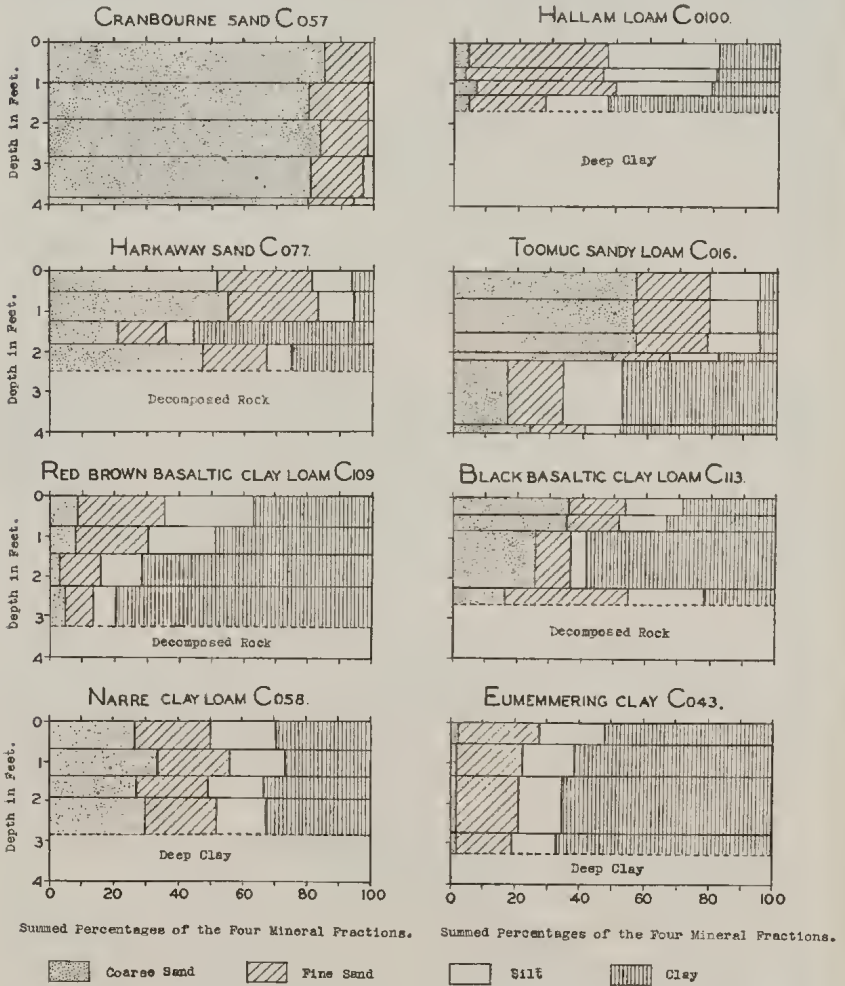 CRANBOURNE SAND C057
HALLAM LOAM C0100.
Depth in Feet.
0
1
2
3
4
Deep Clay
HARKAWAY SAND C077.
TOOMUC SANDY LOAM C016.
Depth in Feet.
0
1
2
3
4
Decomposed Rock
RED BROWN BASALTIC CLAY LOAM C109
BLACK BASALTIC CLAY LOAM C113.
Depth in Feet.
0
1
2
3
4
Decomposed Rock
Decomposed Rock
NARRE CLAY LOAM C058.
EUMEMMERING CLAY C043.
Depth in Feet.
0
1
2
3
4
Deep Clay
Deep Clay
0 20 40 60 80 100
0 20 40 60 80 100
Summed Percentages of the Four Mineral Fractions.
Summed Percentages of the Four Mineral Fractions.
Coarse Sand
Fine Sand
Silt
Clay